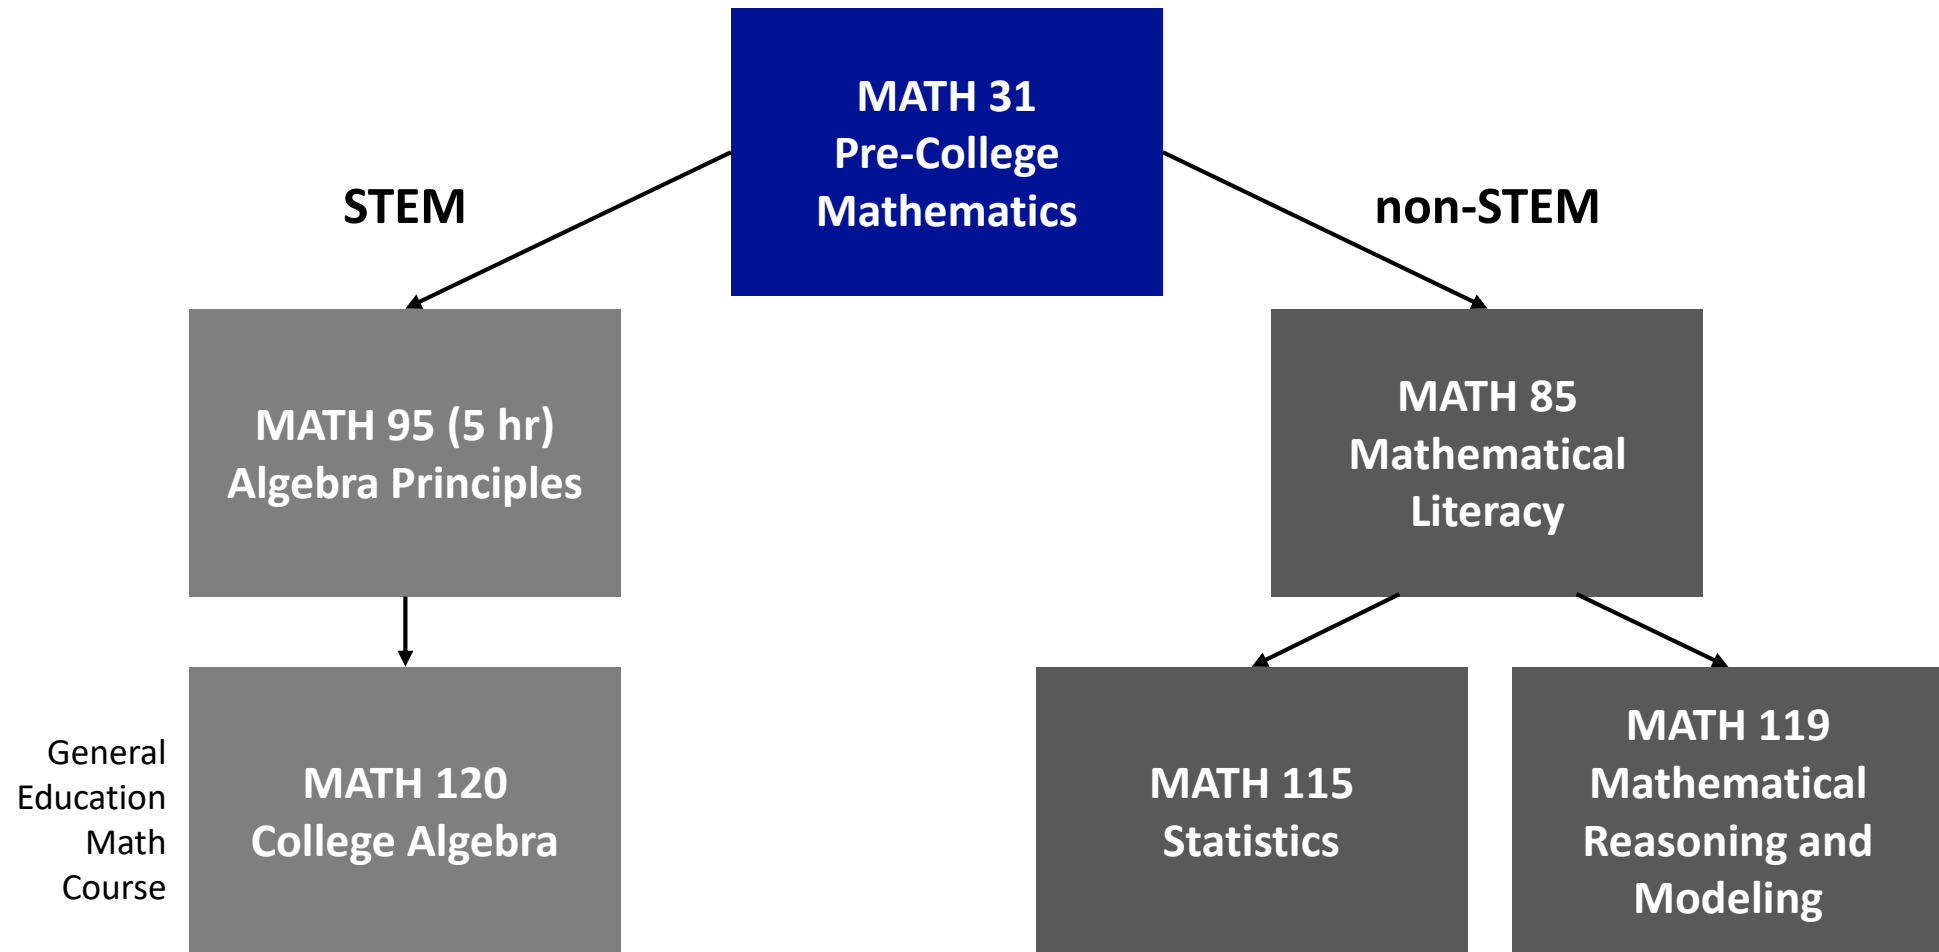 MATH 31
Pre-College
Mathematics
STEM
non-STEM
MATH 95 (5 hr)
Algebra Principles
MATH 85
Mathematical
Literacy
General
Education
Math
Course
MATH 120
College Algebra
MATH 115
Statistics
MATH 119
Mathematical
Reasoning and
Modeling